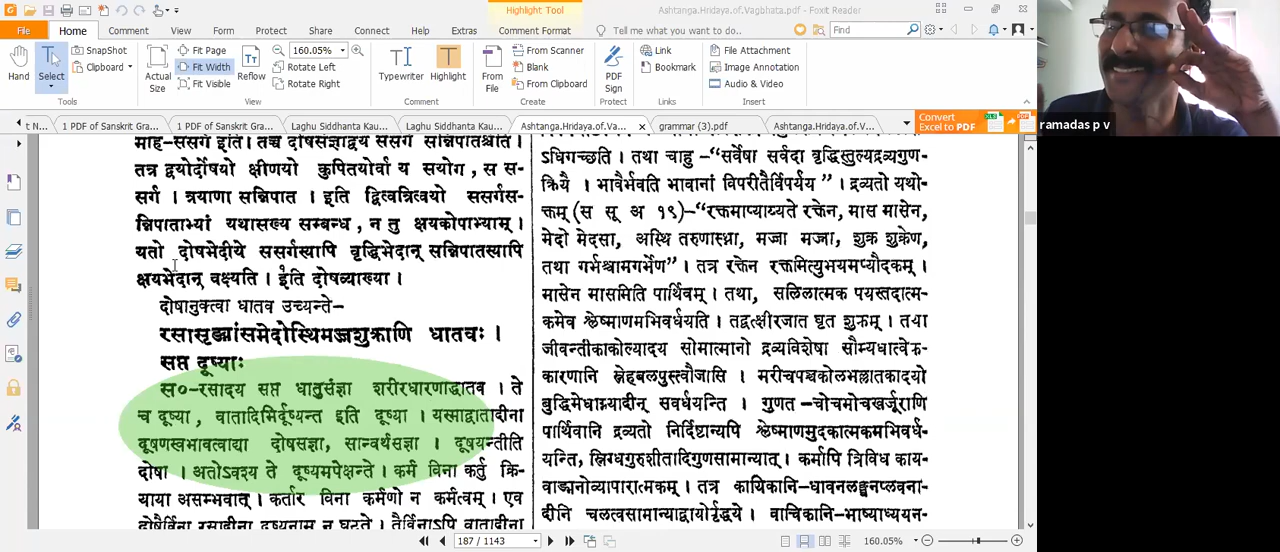 Highlight Tool
Ashtanga.Hridaya.of.Vagbhata.pdf - Foxit Reader
File
Home
Comment
View
Form
Protect
Share
Connect
Help
Extras
Comment Format
Tell me what you want to do...
Find
Hand
Select
SnapShot
Clipboard
Actual Size
Fit Page
Fit Width
Fit Visible
Reflow
160.05%
Rotate Left
Rotate Right
Typewriter
Highlight
From File
From Scanner
Blank
From Clipboard
PDF Sign
Link
Bookmark
File Attachment
Image Annotation
Audio & Video
Tools
View
Comment
Create
Protect
Links
Insert
t N...
1 PDF of Sanskrit Gra...
1 PDF of Sanskrit Gra...
Laghu Siddhanta Kau...
Laghu Siddhanta Kau...
Ashtanga.Hridaya.of...
grammar (3).pdf
Ashtanga.Hridaya.of...
Convert
Excel to PDF
ramadas p v
माह-ससर्ग इति। तच्च दोषसंज्ञाद्वय ससर्ग सन्निपातश्चेति।
तत्र द्वयोर्दोषयो क्षीणयो कुपितयोर्वा य सयोग, स स-
सर्ग । त्रयाणा सन्निपात । इति द्वित्वत्रित्वयो ससर्गस-
न्निपाताभ्यां यथासख्य सम्बन्ध, न तु क्षयकोपाभ्याम्।
यतो दोषभेदीये ससर्गस्यापि वृद्धिभेदान् सन्निपातस्यापि
क्षयभेदान् वक्ष्यति । इति दोषव्याख्या ।
दोषानुक्त्वा धातव उच्यन्ते–
रसासृङ्मांसमेदोस्थिमज्जशुक्राणि धातवः।
सप्त दूष्याः
स०-रसादय सप्त धातुसंज्ञा शरीरधारणाद्धातव । ते
च दूष्या, वातादिभिर्दूष्यन्त इति दूष्या । यस्माद्वातादीना
दूषणस्वभावत्वाद्या दोषसंज्ञा, सान्वर्थसंज्ञा । दूषयन्तीति
दोषा । अतोऽवश्य ते दूष्यमपेक्षन्ते । कर्म विना कर्तु क्रि-
याया असम्भवात् । कर्तार विना कर्मणो न कर्मत्वम् । एव
दोषैर्विना रसादीना दूष्यनाम न घटते । तैर्विनाऽपि वातादीना
ऽधिगच्छति । तथा चाहु–"सर्वेषा सर्वदा वृद्धिस्तुल्यद्रव्यगुण-
क्रियै । भावैर्भवति भावानां विपरीतैर्विपर्यय" । द्रव्यतो यथो-
क्तम् (स सू अ १९)–"रक्तमाप्याय्यते रक्तेन, मास मासेन,
मेदो मेदसा, अस्थि तरुणास्थ्ना, मज्जा मज्ज्ञा, शुक्र शुक्रेण,
तथा गर्भश्चामगर्भेण" । तत्र रक्तेन रक्तमित्युभयमप्यौदकम् ।
मासेन मासमिति पार्थिवम् । तथा, सलिलात्मक पयस्तदात्म-
कमेव श्लेष्माणमभिवर्धयति । तद्वत्क्षीरजात घृत शुक्रम् । तथा
जीवन्तीकाकोल्यादय सोमात्मानो द्रव्यविशेषा सौम्यधात्वेक-
कारणानि स्नेहबलपुंस्त्वौजासि । मरीचपञ्चकोलभल्लातकादयो
बुद्धिमेधाग्न्यादीन् सवर्धयन्ति । गुणत–चोचमोचखर्जूराणि
पार्थिवानि द्रव्यतो निर्दिष्टान्यपि श्लेष्माणमुदकात्मकमभिवर्ध-
यन्ति, स्निग्धगुरुशीतादिगुणसामान्यात् । कर्मापि त्रिविध काय-
वाङ्मनोव्यापारात्मकम् । तत्र कायिकानि–धावनलङ्घनप्लवना-
दीनि चलत्वसामान्याद्वायोर्वृद्धये । वाचिकानि–भाष्याध्ययन-
187 / 1143
160.05%